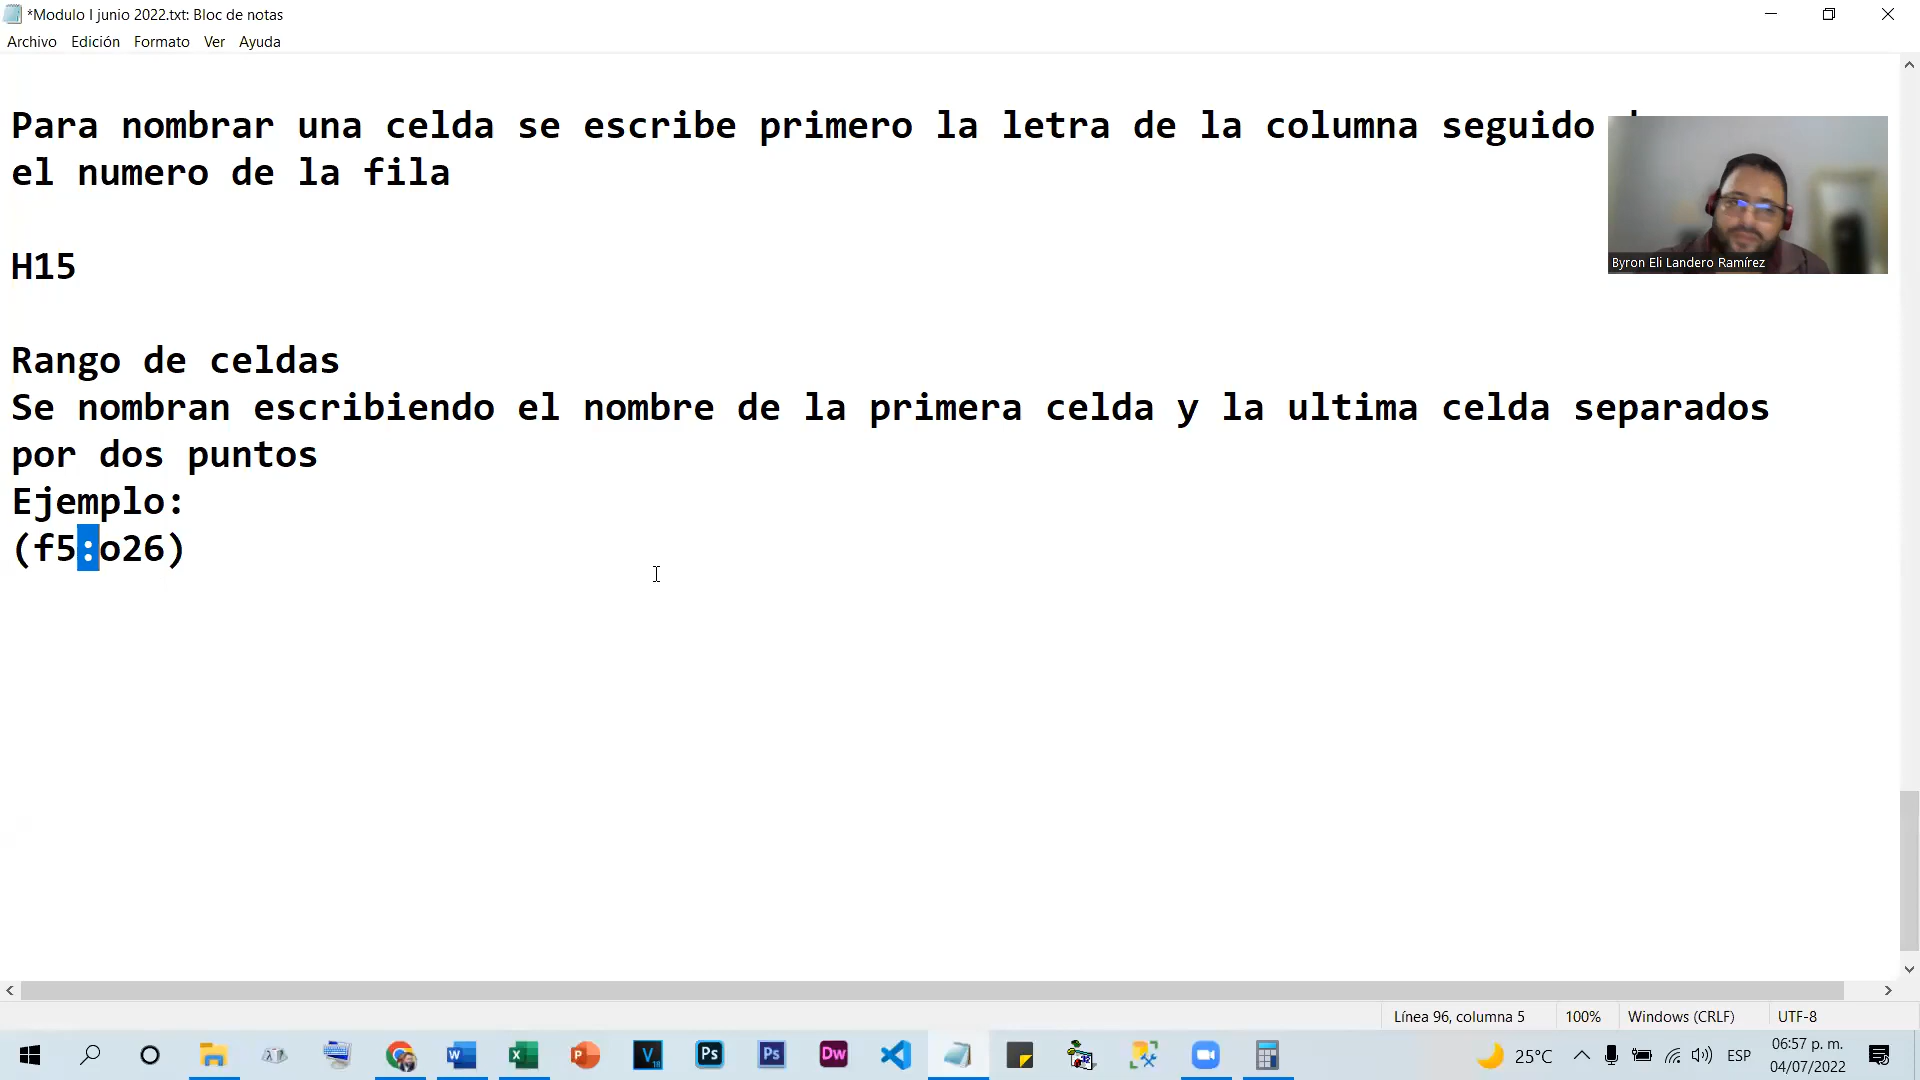 *Modulo I junio 2022.txt: Bloc de notas
Archivo Edición Formato Ver Ayuda
Para nombrar una celda se escribe primero la letra de la columna seguido
el numero de la fila
H15
Rango de celdas
Se nombran escribiendo el nombre de la primera celda y la ultima celda separados
por dos puntos
Ejemplo:
(f5:o26)
Byron Eli Landero Ramírez
Línea 96, columna 5 100% Windows (CRLF) UTF-8
25°C ESP 06:57 p. m.
04/07/2022